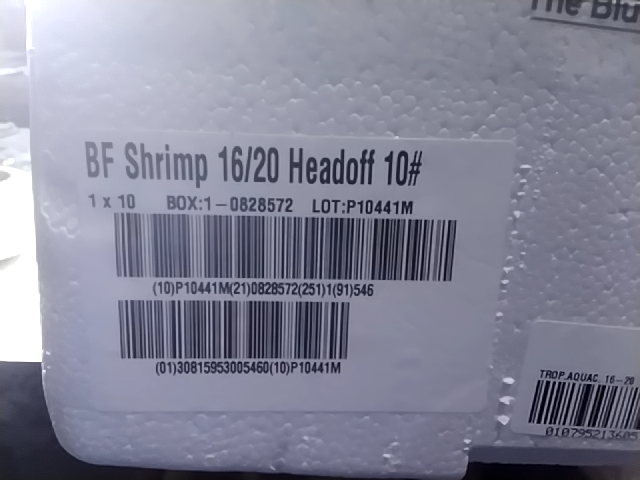 The Blu
BF Shrimp 16/20 Headoff 10#
1 x 10 BOX:1-0828572 LOT:P10441M
(10)P10441M(21)0828572(251)1(91)546
(01)30815953005460(10)P10441M
TROP.AQUAC. 16-20